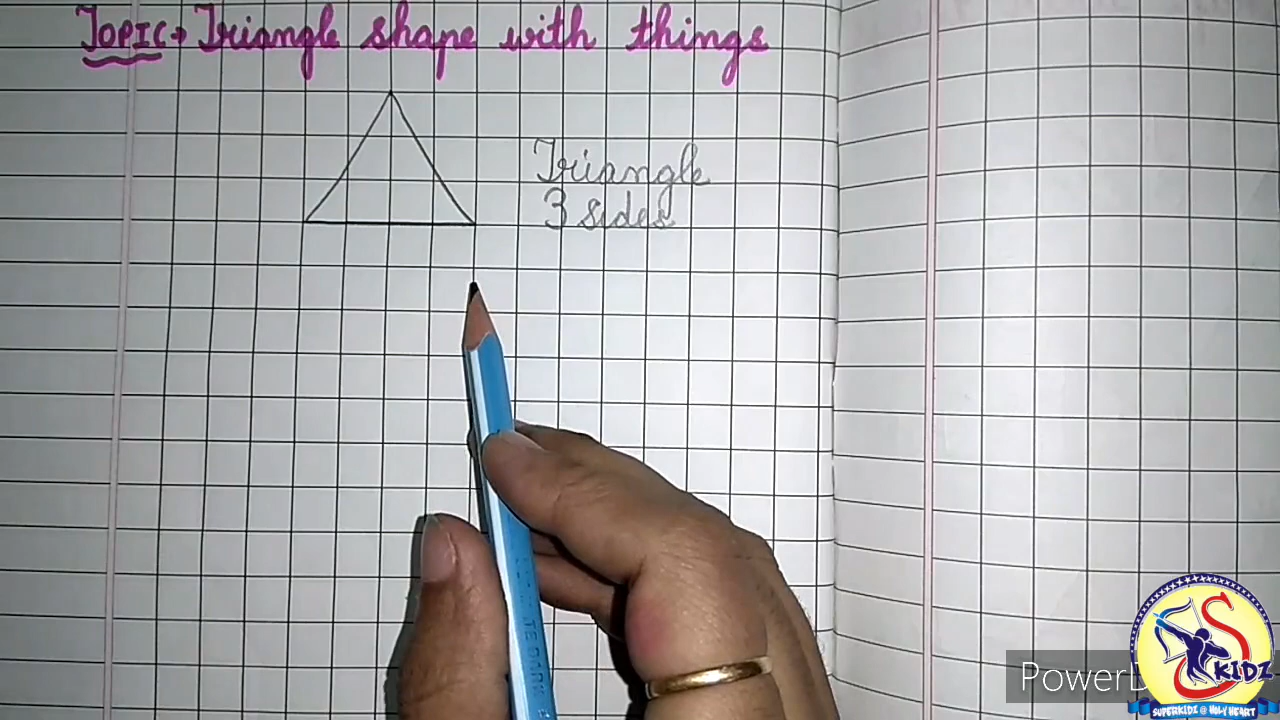 TOPIC→ Triangle shape with things
Triangle
3 sides
PowerD
S KIDZ
SUPERKIDZ @ HOLY HEART